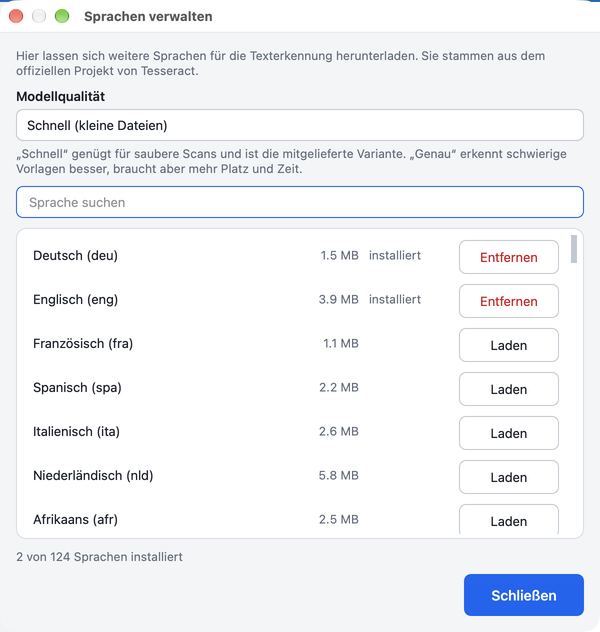 Sprachen verwalten
Hier lassen sich weitere Sprachen für die Texterkennung herunterladen. Sie stammen aus dem
offiziellen Projekt von Tesseract.
Modellqualität
Schnell (kleine Dateien)
„Schnell“ genügt für saubere Scans und ist die mitgelieferte Variante. „Genau“ erkennt schwierige
Vorlagen besser, braucht aber mehr Platz und Zeit.
Sprache suchen
Deutsch (deu) 1.5 MB installiert Entfernen
Englisch (eng) 3.9 MB installiert Entfernen
Französisch (fra) 1.1 MB Laden
Spanisch (spa) 2.2 MB Laden
Italienisch (ita) 2.6 MB Laden
Niederländisch (nld) 5.8 MB Laden
Afrikaans (afr) 2.5 MB Laden
2 von 124 Sprachen installiert
Schließen